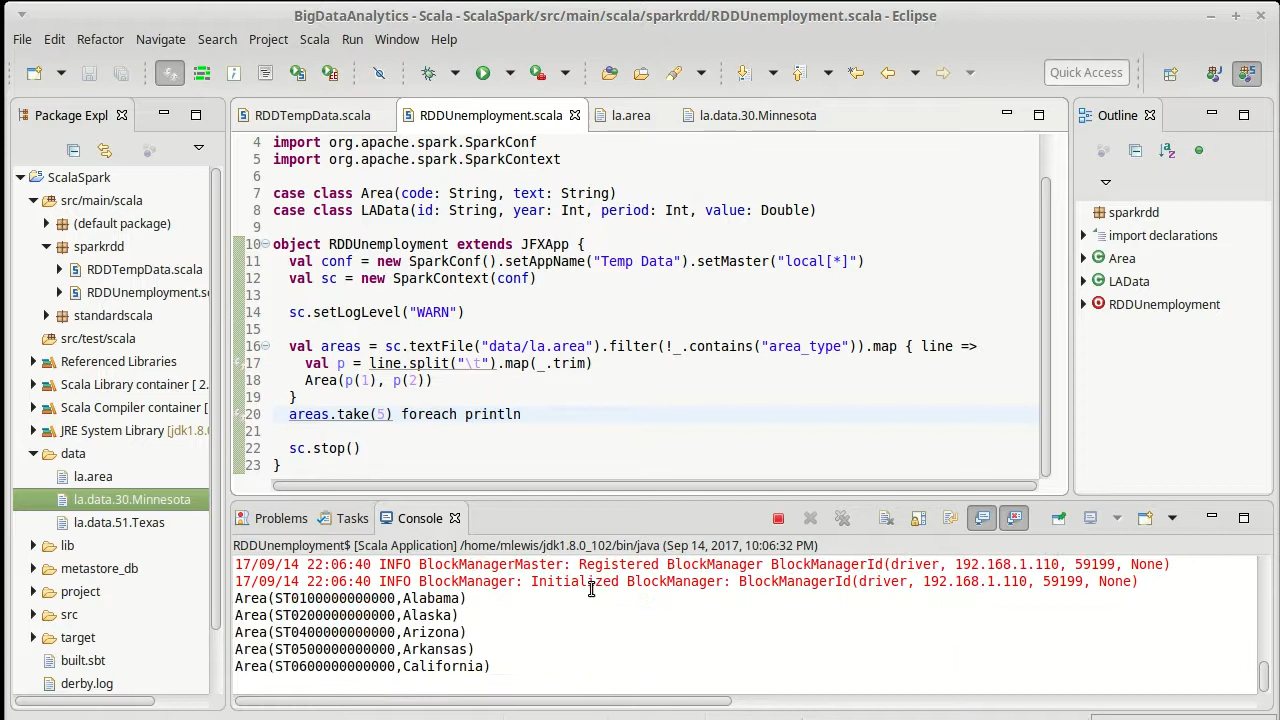 BigDataAnalytics - Scala - ScalaSpark/src/main/scala/sparkrdd/RDDUnemployment.scala - Eclipse
File Edit Refactor Navigate Search Project Scala Run Window Help
Quick Access
Package Expl
RDDTempData.scala RDDUnemployment.scala la.area la.data.30.Minnesota
Outline
ScalaSpark
src/main/scala
(default package)
sparkrdd
RDDTempData.scala
RDDUnemployment.sc
standardscala
src/test/scala
Referenced Libraries
Scala Library container [ 2.
Scala Compiler container [
JRE System Library [jdk1.8.0
data
la.area
la.data.30.Minnesota
la.data.51.Texas
lib
metastore_db
project
src
target
built.sbt
derby.log
4 import org.apache.spark.SparkConf
5 import org.apache.spark.SparkContext
6
7 case class Area(code: String, text: String)
8 case class LAData(id: String, year: Int, period: Int, value: Double)
9
10 object RDDUnemployment extends JFXApp {
11 val conf = new SparkConf().setAppName("Temp Data").setMaster("local[*]")
12 val sc = new SparkContext(conf)
13
14 sc.setLogLevel("WARN")
15
16 val areas = sc.textFile("data/la.area").filter(!_.contains("area_type")).map { line =>
17 val p = line.split("\t").map(_.trim)
18 Area(p(1), p(2))
19 }
20 areas.take(5) foreach println
21
22 sc.stop()
23 }
sparkrdd
import declarations
Area
LAData
RDDUnemployment
Problems Tasks Console
RDDUnemployment$ [Scala Application] /home/mlewis/jdk1.8.0_102/bin/java (Sep 14, 2017, 10:06:32 PM)
17/09/14 22:06:40 INFO BlockManagerMaster: Registered BlockManager BlockManagerId(driver, 192.168.1.110, 59199, None)
17/09/14 22:06:40 INFO BlockManager: Initialized BlockManager: BlockManagerId(driver, 192.168.1.110, 59199, None)
Area(ST0100000000000,Alabama)
Area(ST0200000000000,Alaska)
Area(ST0400000000000,Arizona)
Area(ST0500000000000,Arkansas)
Area(ST0600000000000,California)